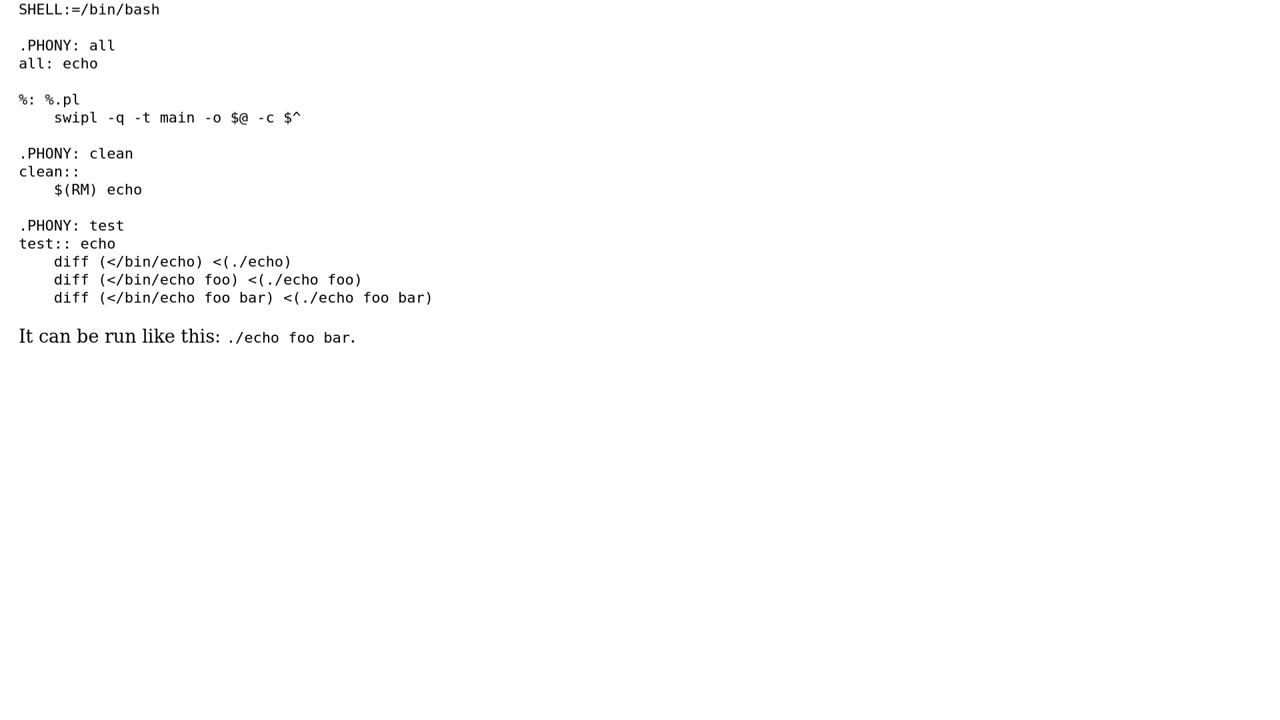 SHELL:=/bin/bash
.PHONY: all
all: echo
%: %.pl
    swipl -q -t main -o $@ -c $^
.PHONY: clean
clean::
    $(RM) echo
.PHONY: test
test:: echo
    diff (</bin/echo) <(./echo)
    diff (</bin/echo foo) <(./echo foo)
    diff (</bin/echo foo bar) <(./echo foo bar)
It can be run like this: ./echo foo bar.